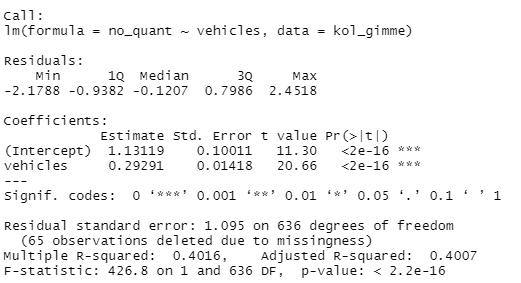 Call:
lm(formula = no_quant ~ vehicles, data = kol_gimme)
Residuals:
Min 1Q Median 3Q Max
-2.1788 -0.9382 -0.1207 0.7986 2.4518
Coefficients:
Estimate Std. Error t value Pr(>|t|)
(Intercept) 1.13119 0.10011 11.30 <2e-16 ***
vehicles 0.29291 0.01418 20.66 <2e-16 ***
---
Signif. codes: 0 ‘***’ 0.001 ‘**’ 0.01 ‘*’ 0.05 ‘.’ 0.1 ‘ ’ 1
Residual standard error: 1.095 on 636 degrees of freedom
(65 observations deleted due to missingness)
Multiple R-squared: 0.4016, Adjusted R-squared: 0.4007
F-statistic: 426.8 on 1 and 636 DF, p-value: < 2.2e-16